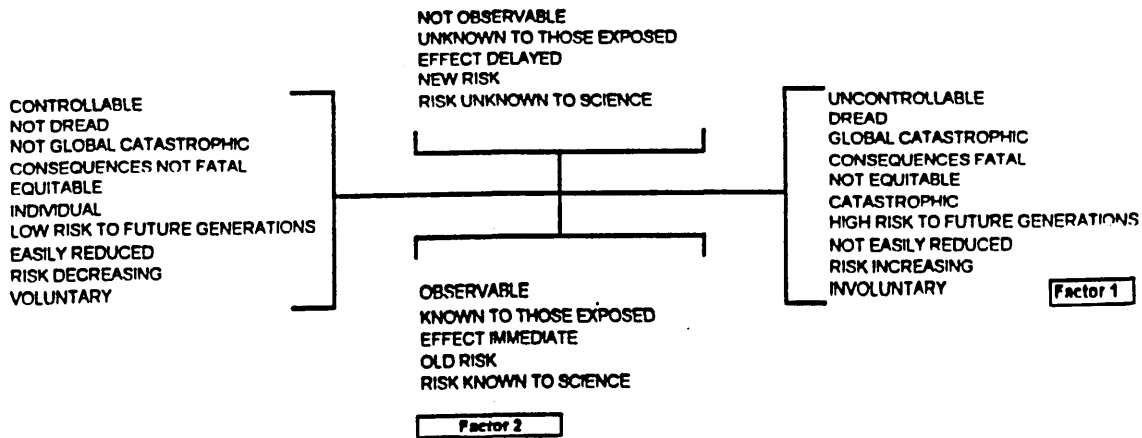 NOT OBSERVABLE
UNKNOWN TO THOSE EXPOSED
EFFECT DELAYED
NEW RISK
RISK UNKNOWN TO SCIENCE
CONTROLLABLE
NOT DREAD
NOT GLOBAL CATASTROPHIC
CONSEQUENCES NOT FATAL
EQUITABLE
INDIVIDUAL
LOW RISK TO FUTURE GENERATIONS
EASILY REDUCED
RISK DECREASING
VOLUNTARY
UNCONTROLLABLE
DREAD
GLOBAL CATASTROPHIC
CONSEQUENCES FATAL
NOT EQUITABLE
CATASTROPHIC
HIGH RISK TO FUTURE GENERATIONS
NOT EASILY REDUCED
RISK INCREASING
INVOLUNTARY
Factor 1
OBSERVABLE
KNOWN TO THOSE EXPOSED
EFFECT IMMEDIATE
OLD RISK
RISK KNOWN TO SCIENCE
Factor 2